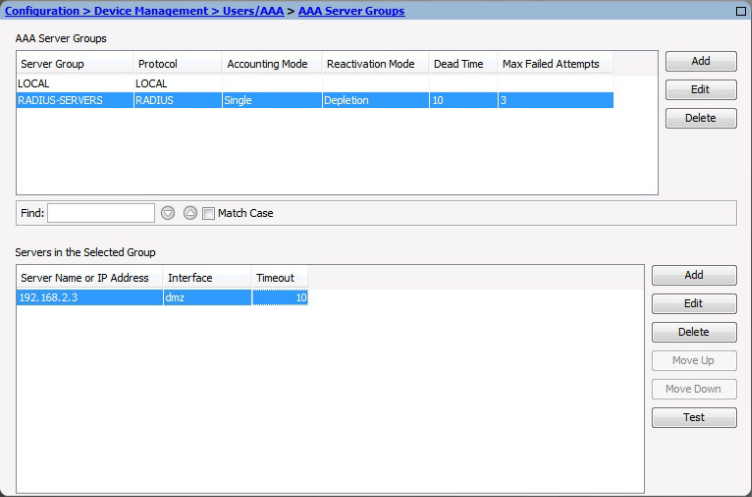 Configuration > Device Management > Users/AAA > AAA Server Groups
AAA Server Groups
Server Group Protocol Accounting Mode Reactivation Mode Dead Time Max Failed Attempts
LOCAL LOCAL
RADIUS-SERVERS RADIUS Single Depletion 10 3
Add
Edit
Delete
Find: Match Case
Servers in the Selected Group
Server Name or IP Address Interface Timeout
192.168.2.3 dmz 10
Add
Edit
Delete
Move Up
Move Down
Test